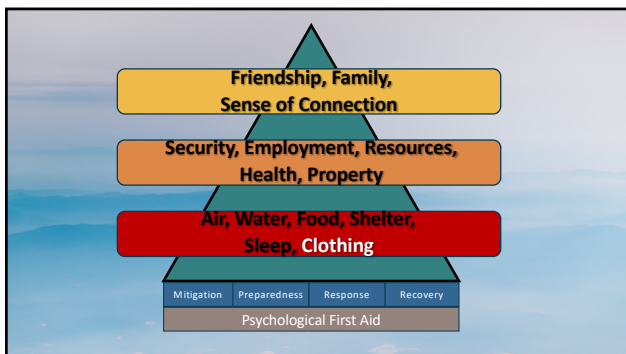 Friendship, Family,
Sense of Connection
Security, Employment, Resources,
Health, Property
Air, Water, Food, Shelter,
Sleep, Clothing
Mitigation Preparedness Response Recovery
Psychological First Aid